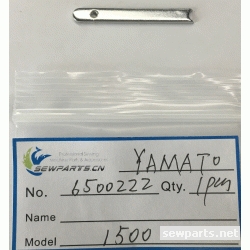 YAMATO
SEWPARTS.CN
No. 6500222 Qty. 1pcs
Name
Model 1500
sewparts.net